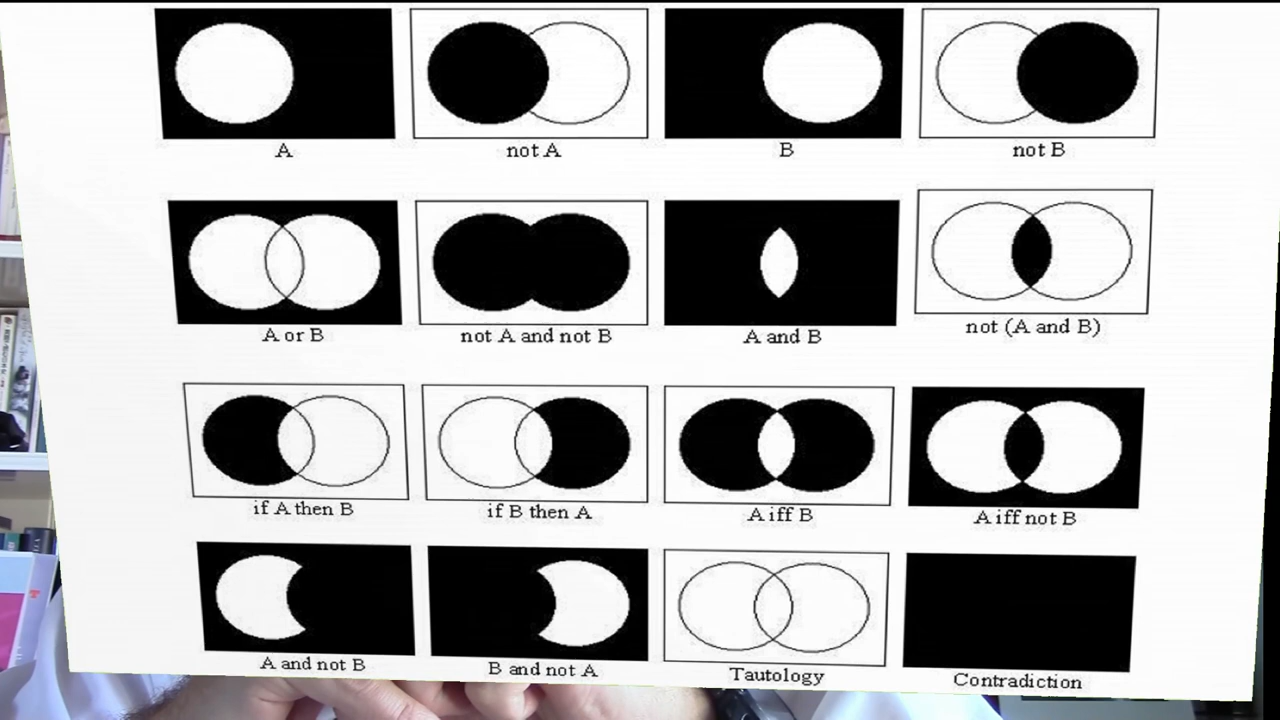 A
not A
B
not B
A or B
not A and not B
A and B
not (A and B)
if A then B
if B then A
A iff B
A iff not B
A and not B
B and not A
Tautology
Contradiction